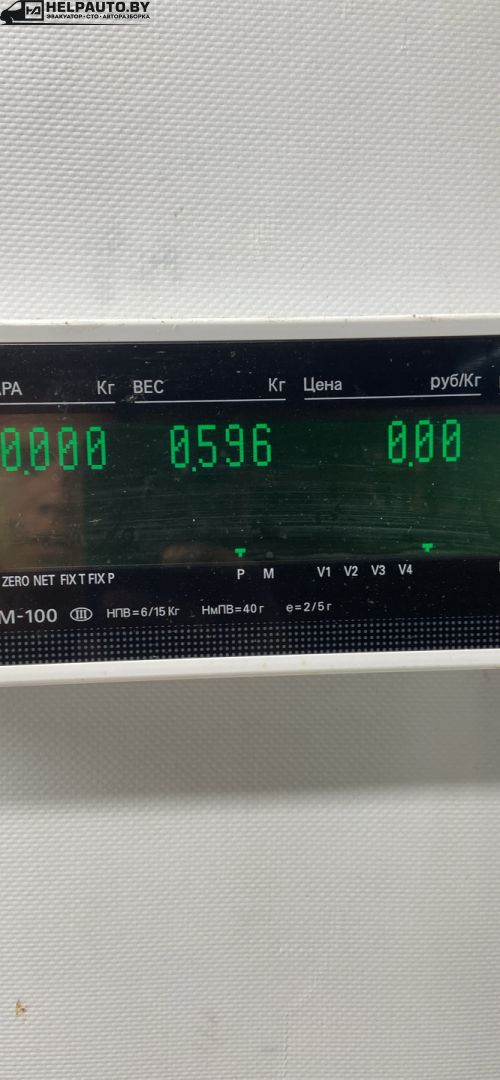 HELPAUTO.BY
ЭВАКУАТОР • СТО • АВТОРАЗБОРКА
АРА Кг ВЕС Кг Цена руб/Кг
0.000 0.596 0.00
ZERO NET FIX T FIX P P M V1 V2 V3 V4
М-100 III НПВ=6/15 Кг НмПВ=40 г e=2/5 г